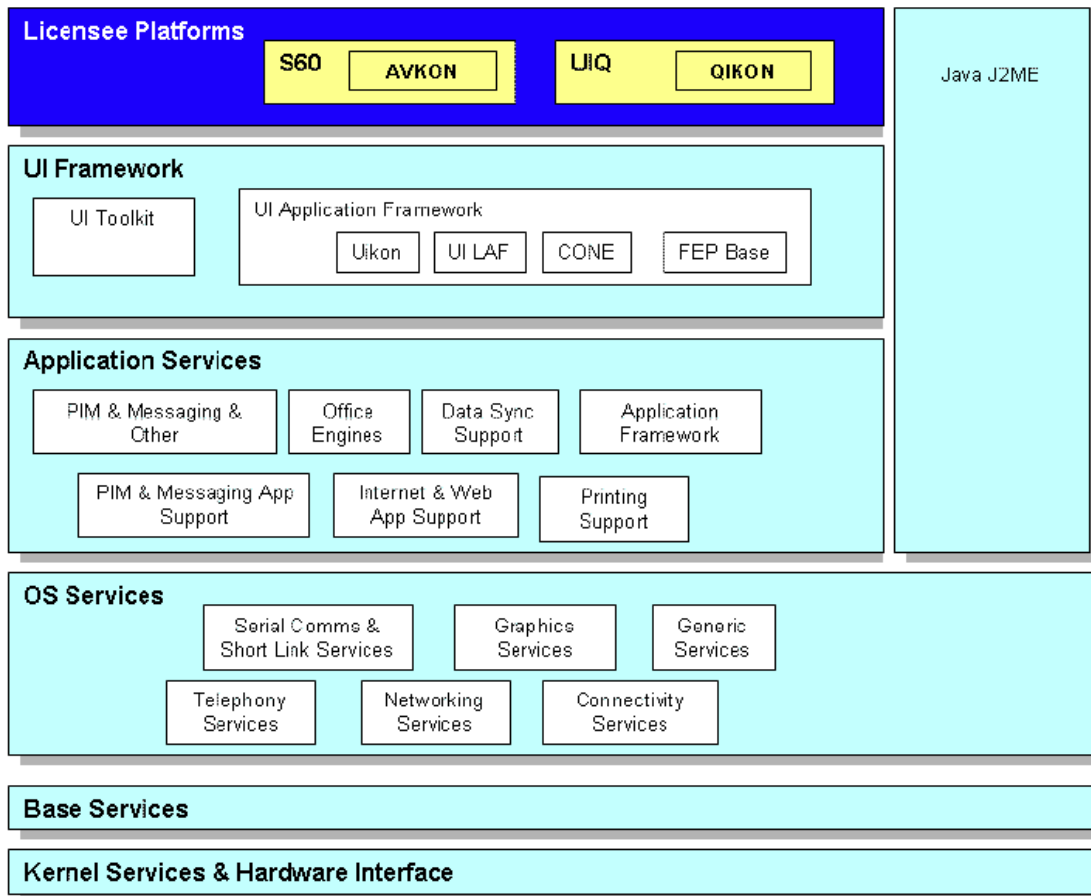 Licensee Platforms
S60
AVKON
UIQ
QIKON
Java J2ME
UI Framework
UI Toolkit
UI Application Framework
Uikon
UI LAF
CONE
FEP Base
Application Services
PIM & Messaging &
Other
Office
Engines
Data Sync
Support
Application
Framework
PIM & Messaging App
Support
Internet & Web
App Support
Printing
Support
OS Services
Serial Comms &
Short Link Services
Graphics
Services
Generic
Services
Telephony
Services
Networking
Services
Connectivity
Services
Base Services
Kernel Services & Hardware Interface